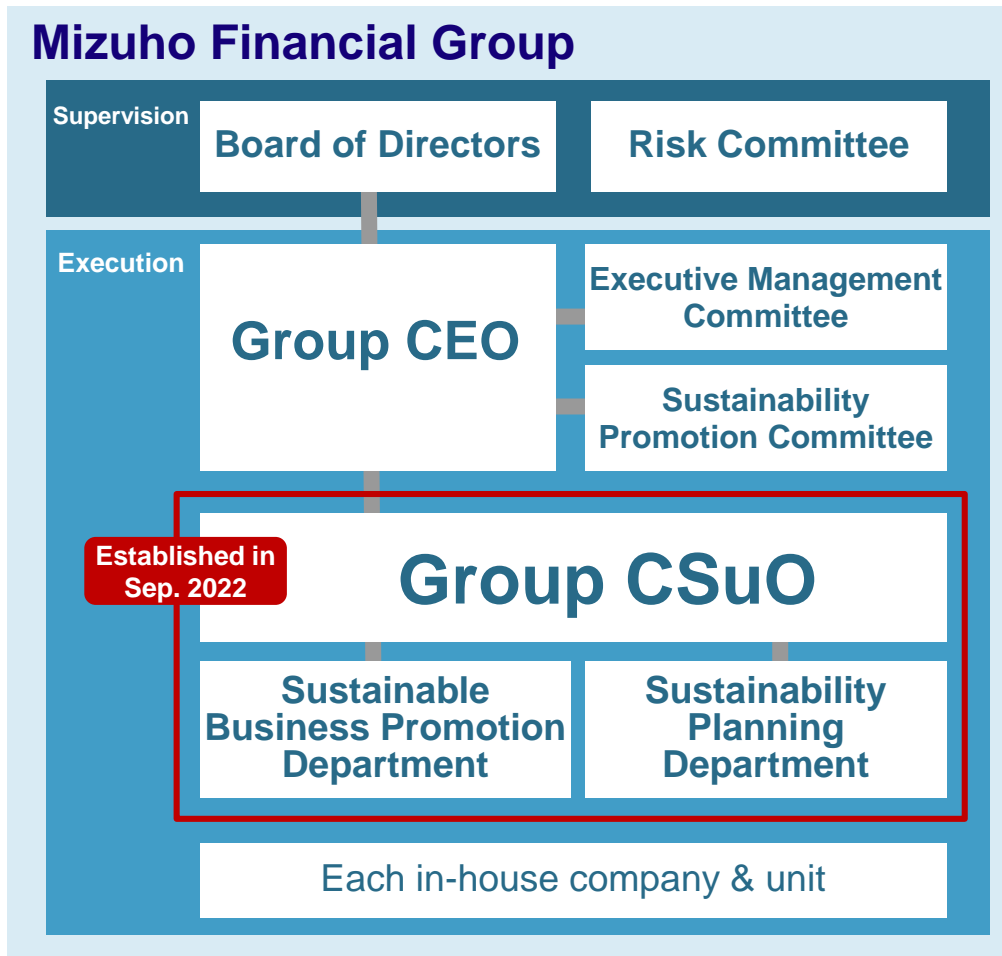 Mizuho Financial Group
Supervision
Board of Directors
Risk Committee
Execution
Group CEO
Executive Management
Committee
Sustainability
Promotion Committee
Established in
Sep. 2022
Group CSuO
Sustainable
Business Promotion
Department
Sustainability
Planning
Department
Each in-house company & unit